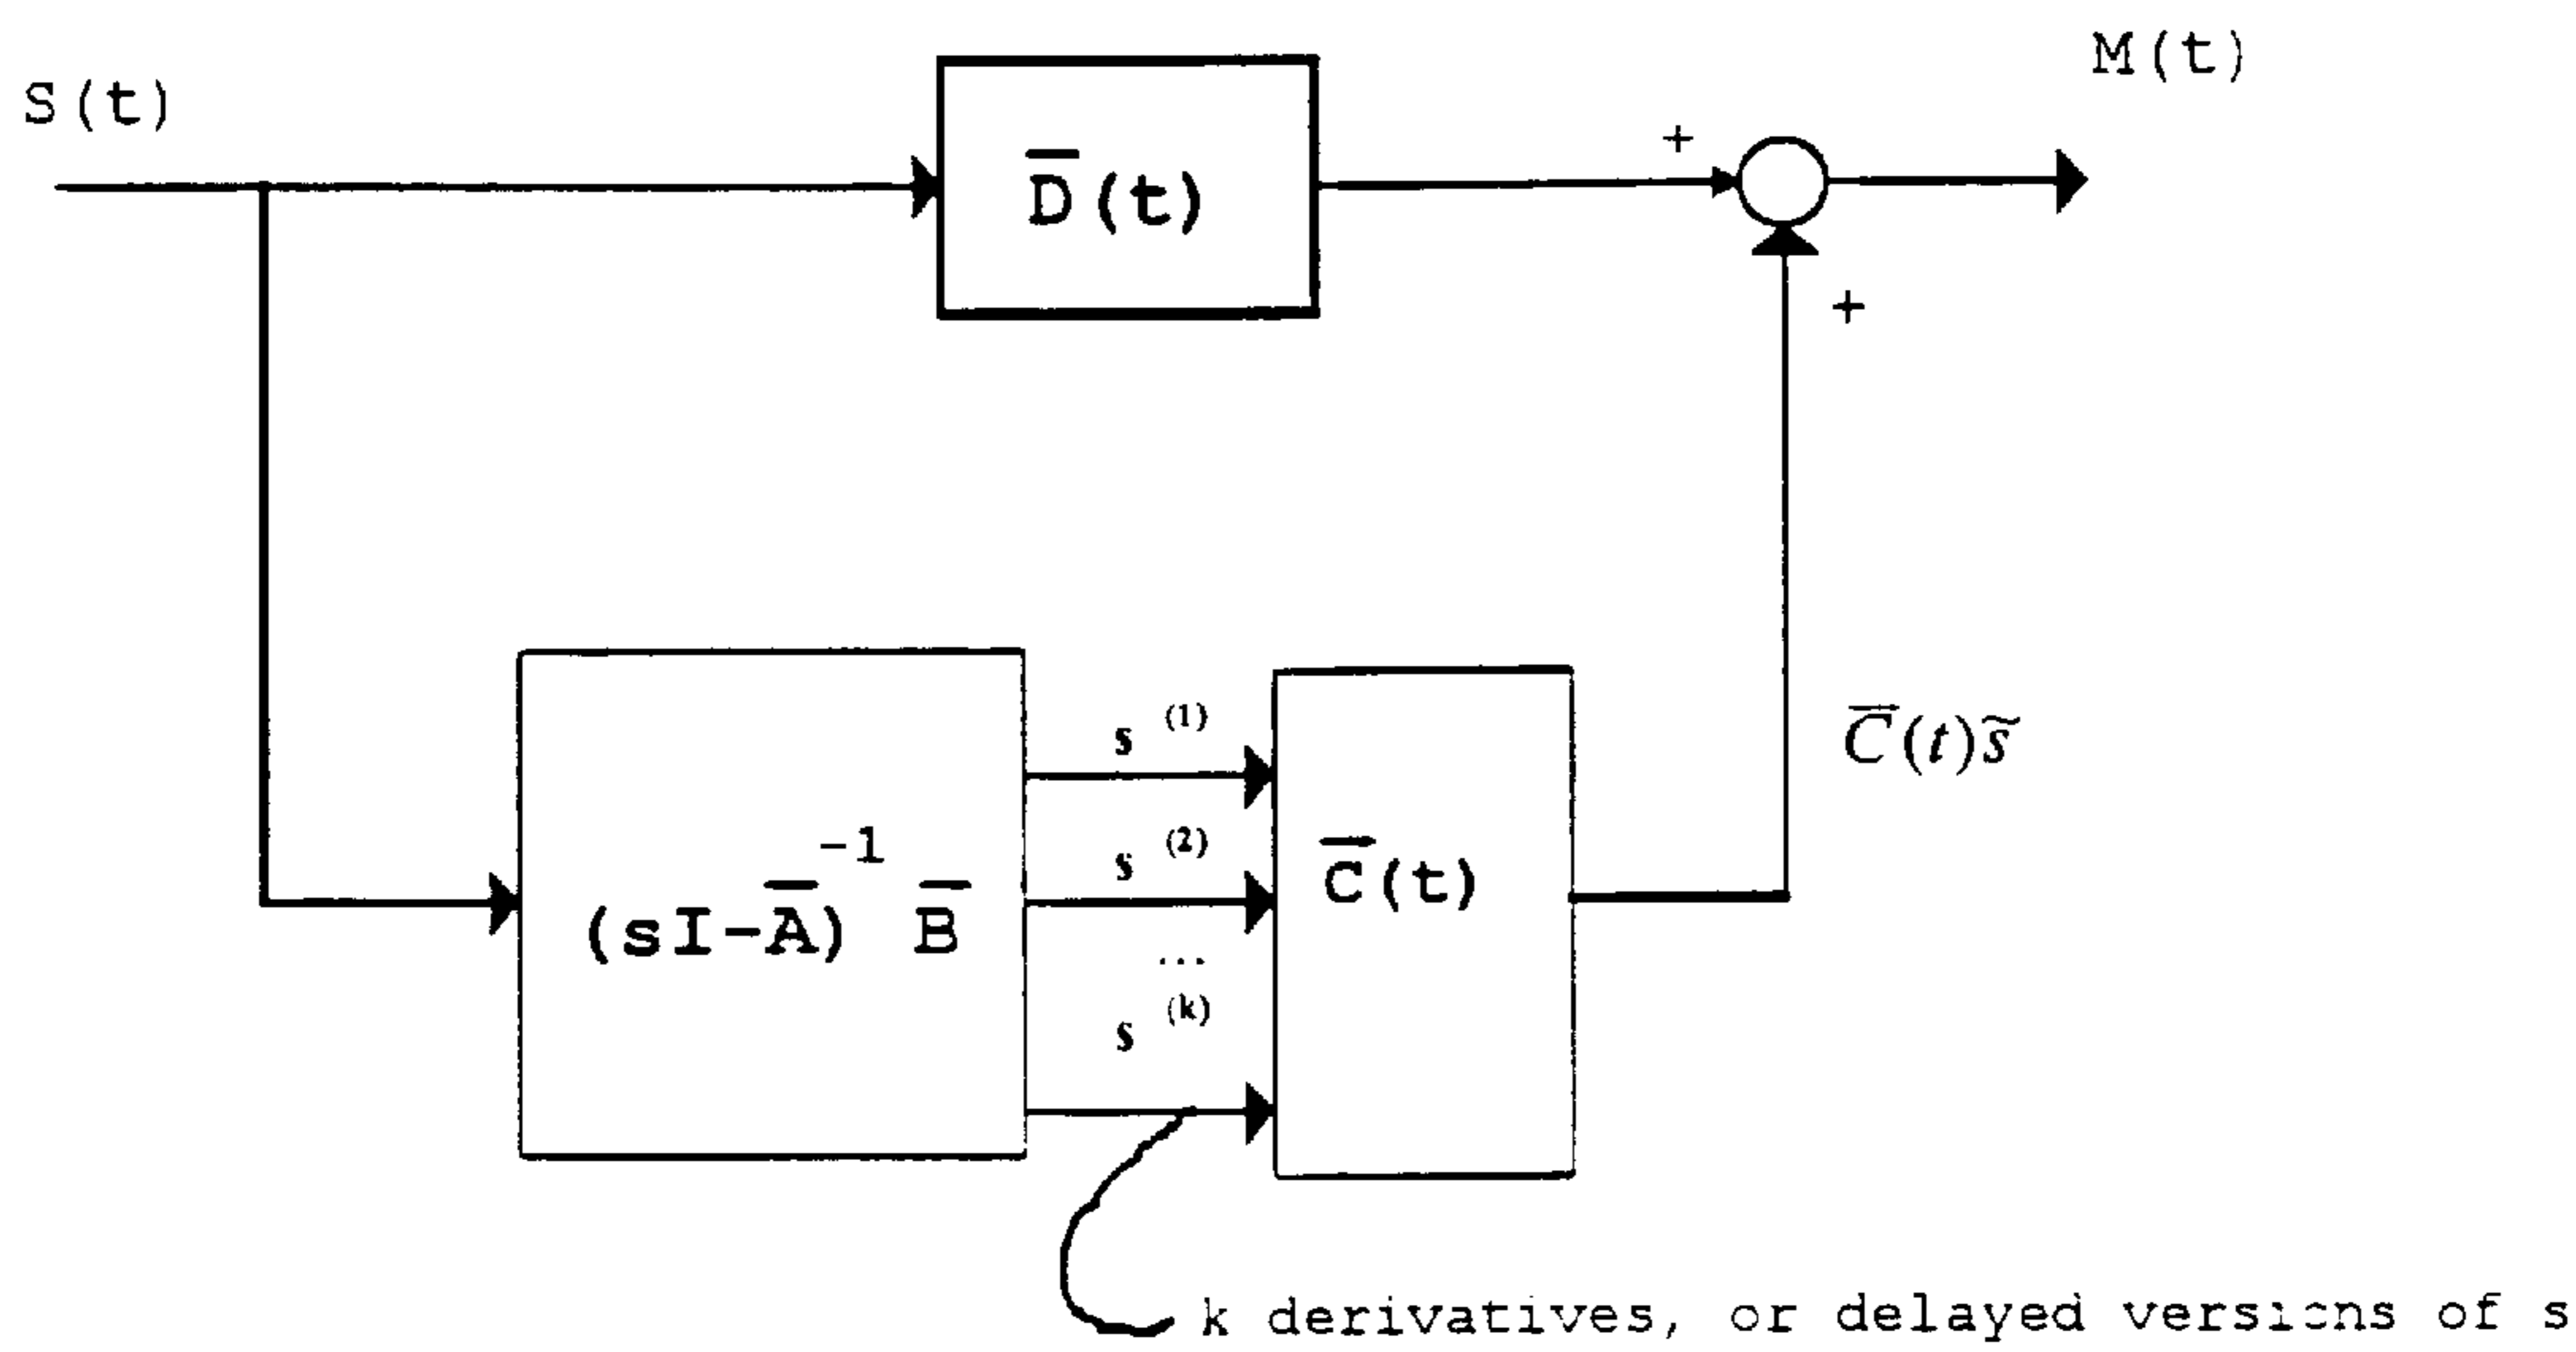 S(t)
M(t)
+
D̅(t)
+
s (1)
s (2)
...
s (k)
(sI-A̅)⁻¹ B̅
C̅(t)
C̅(t)s̃
k derivatives, or delayed versions of s